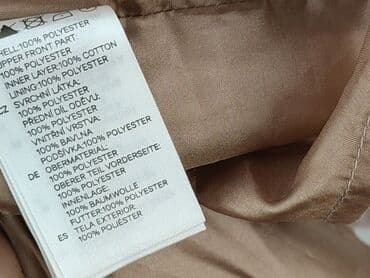 SHELL:100% POLYESTER
UPPER FRONT PART:
100% POLYESTER
INNER LAYER:100% COTTON
LINING:100% POLYESTER
CZ SVRCHNÍ LÁTKA:
100% POLYESTER
PŘEDNÍ DÍL ODĚVU:
100% POLYESTER
VNITŘNÍ VRSTVA:
100% BAVLNA
PODŠÍVKA:100% POLYESTER
DE OBERMATERIAL:
100% POLYESTER
OBERER TEIL VORDERSEITE:
100% POLYESTER
INNENLAGE:
100% BAUMWOLLE
FUTTER:100% POLYESTER
ES TELA EXTERIOR:
100% POLIÉSTER